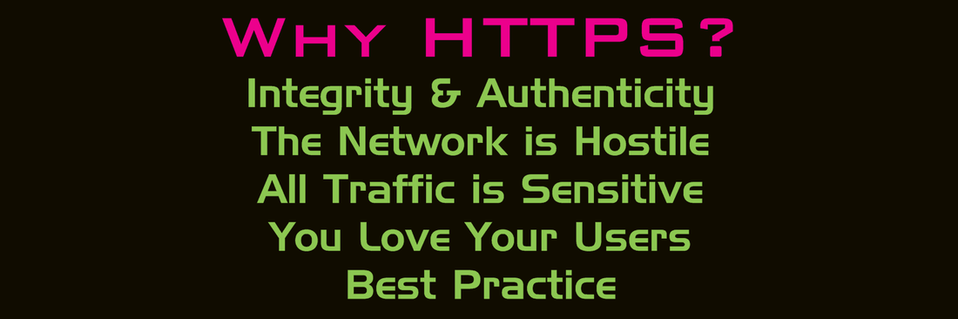 Why HTTPS?
Integrity & Authenticity
The Network is Hostile
All Traffic is Sensitive
You Love Your Users
Best Practice